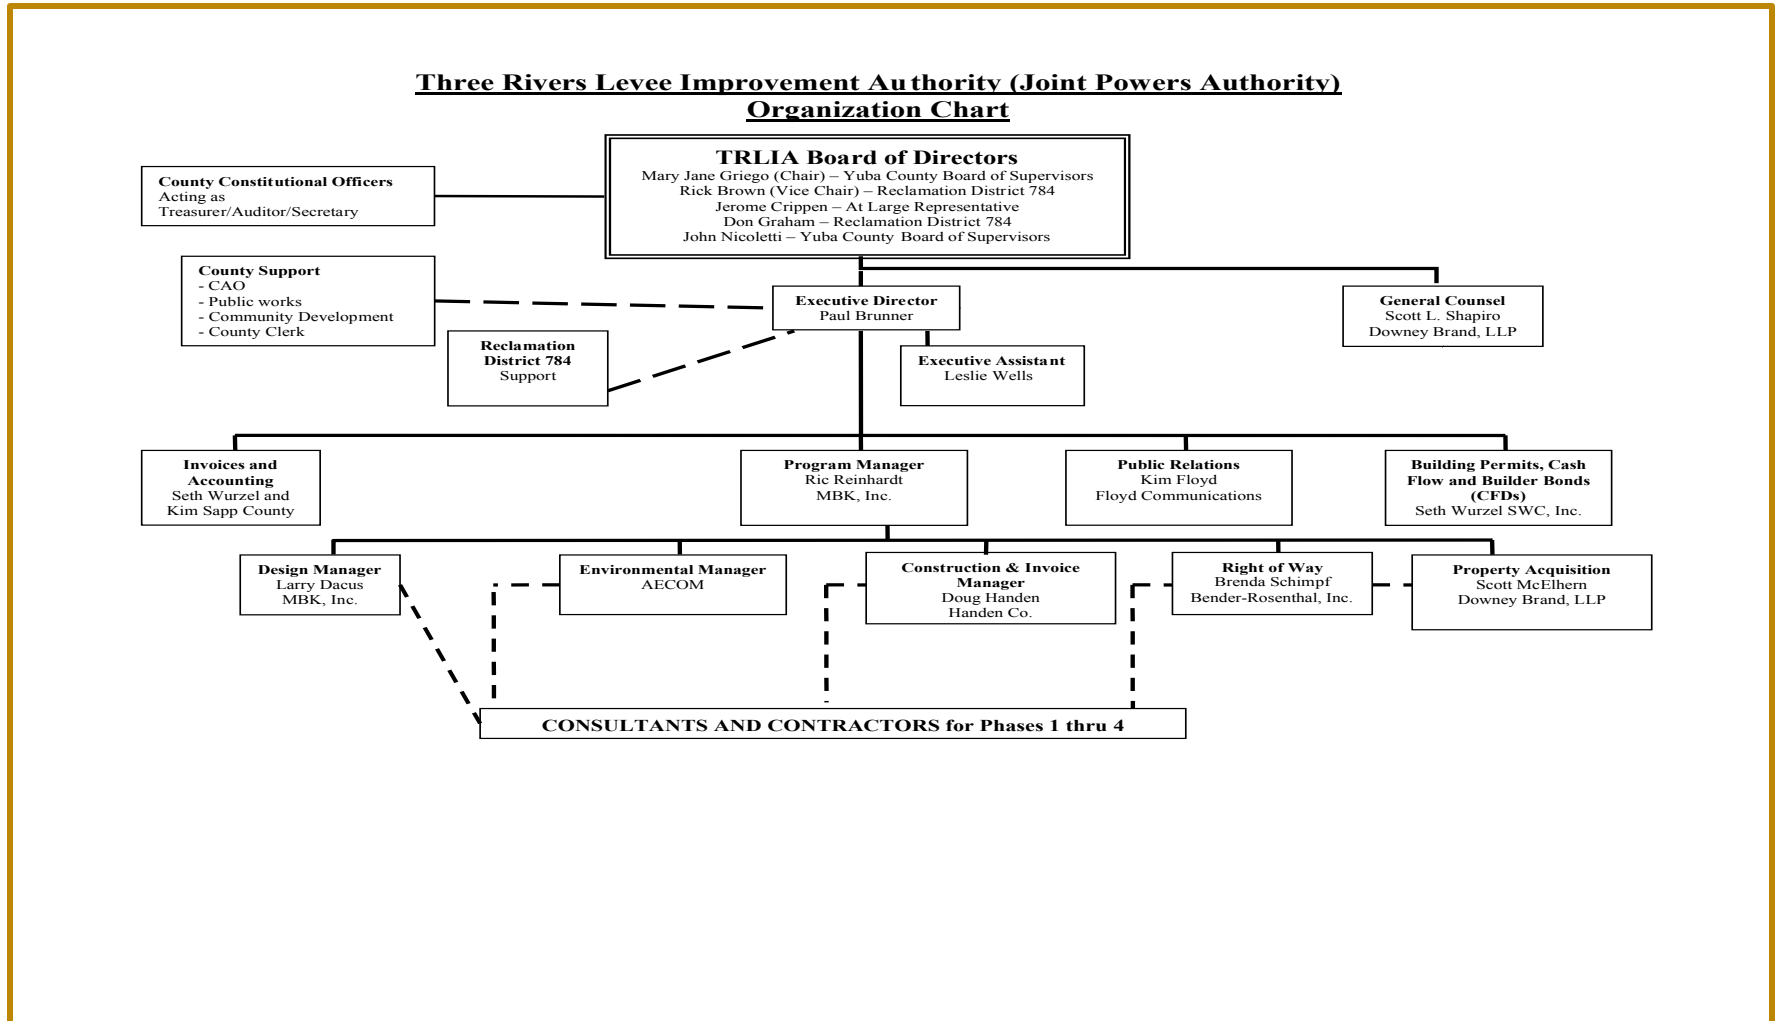 Three Rivers Levee Improvement Authority (Joint Powers Authority)
Organization Chart
TRLIA Board of Directors
Mary Jane Griego (Chair) – Yuba County Board of Supervisors
Rick Brown (Vice Chair) – Reclamation District 784
Jerome Crippen – At Large Representative
Don Graham – Reclamation District 784
John Nicoletti – Yuba County Board of Supervisors
County Constitutional Officers
Acting as
Treasurer/Auditor/Secretary
County Support
- CAO
- Public works
- Community Development
- County Clerk
Executive Director
Paul Brunner
General Counsel
Scott L. Shapiro
Downey Brand, LLP
Reclamation
District 784
Support
Executive Assistant
Leslie Wells
Invoices and
Accounting
Seth Wurzel and
Kim Sapp County
Program Manager
Ric Reinhardt
MBK, Inc.
Public Relations
Kim Floyd
Floyd Communications
Building Permits, Cash
Flow and Builder Bonds
(CFDs)
Seth Wurzel SWC, Inc.
Design Manager
Larry Dacus
MBK, Inc.
Environmental Manager
AECOM
Construction & Invoice
Manager
Doug Handen
Handen Co.
Right of Way
Brenda Schimpf
Bender-Rosenthal, Inc.
Property Acquisition
Scott McElhern
Downey Brand, LLP
CONSULTANTS AND CONTRACTORS for Phases 1 thru 4